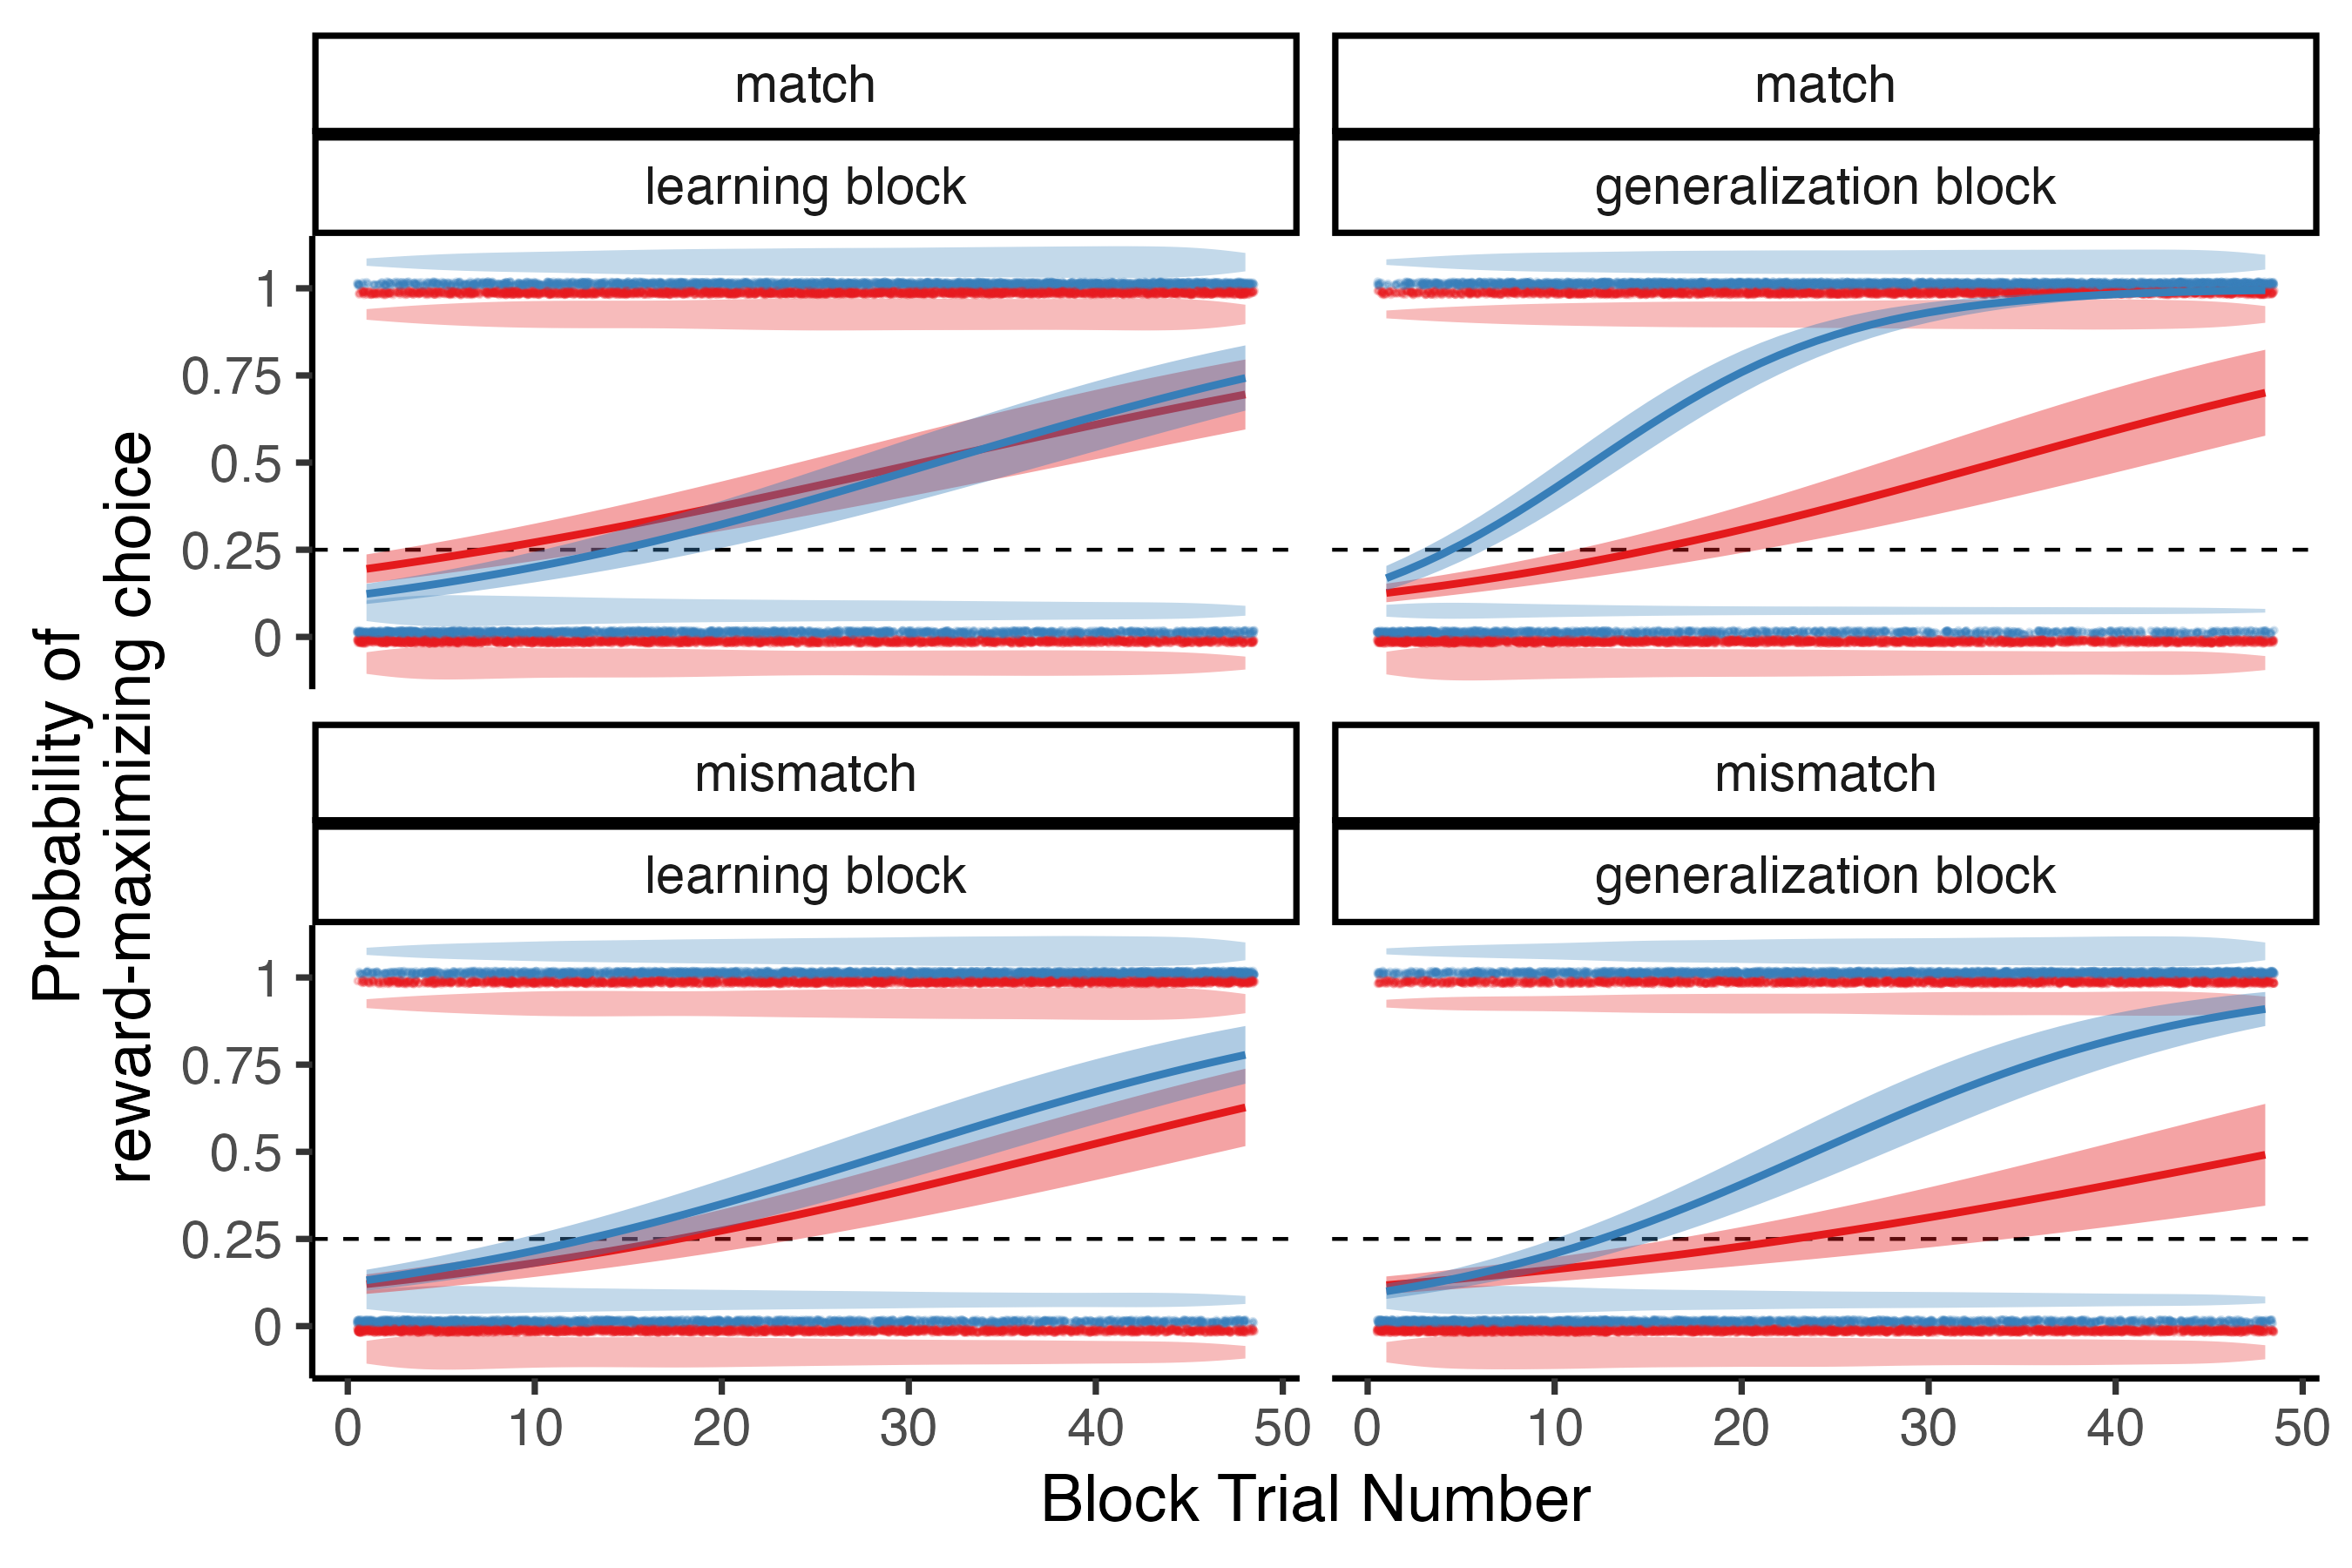 match
match
learning block
generalization block
1
0.75
0.5
0.25
0
mismatch
mismatch
learning block
generalization block
1
0.75
0.5
0.25
0
0 10 20 30 40 50
0 10 20 30 40 50
Block Trial Number
Probability of
reward-maximizing choice